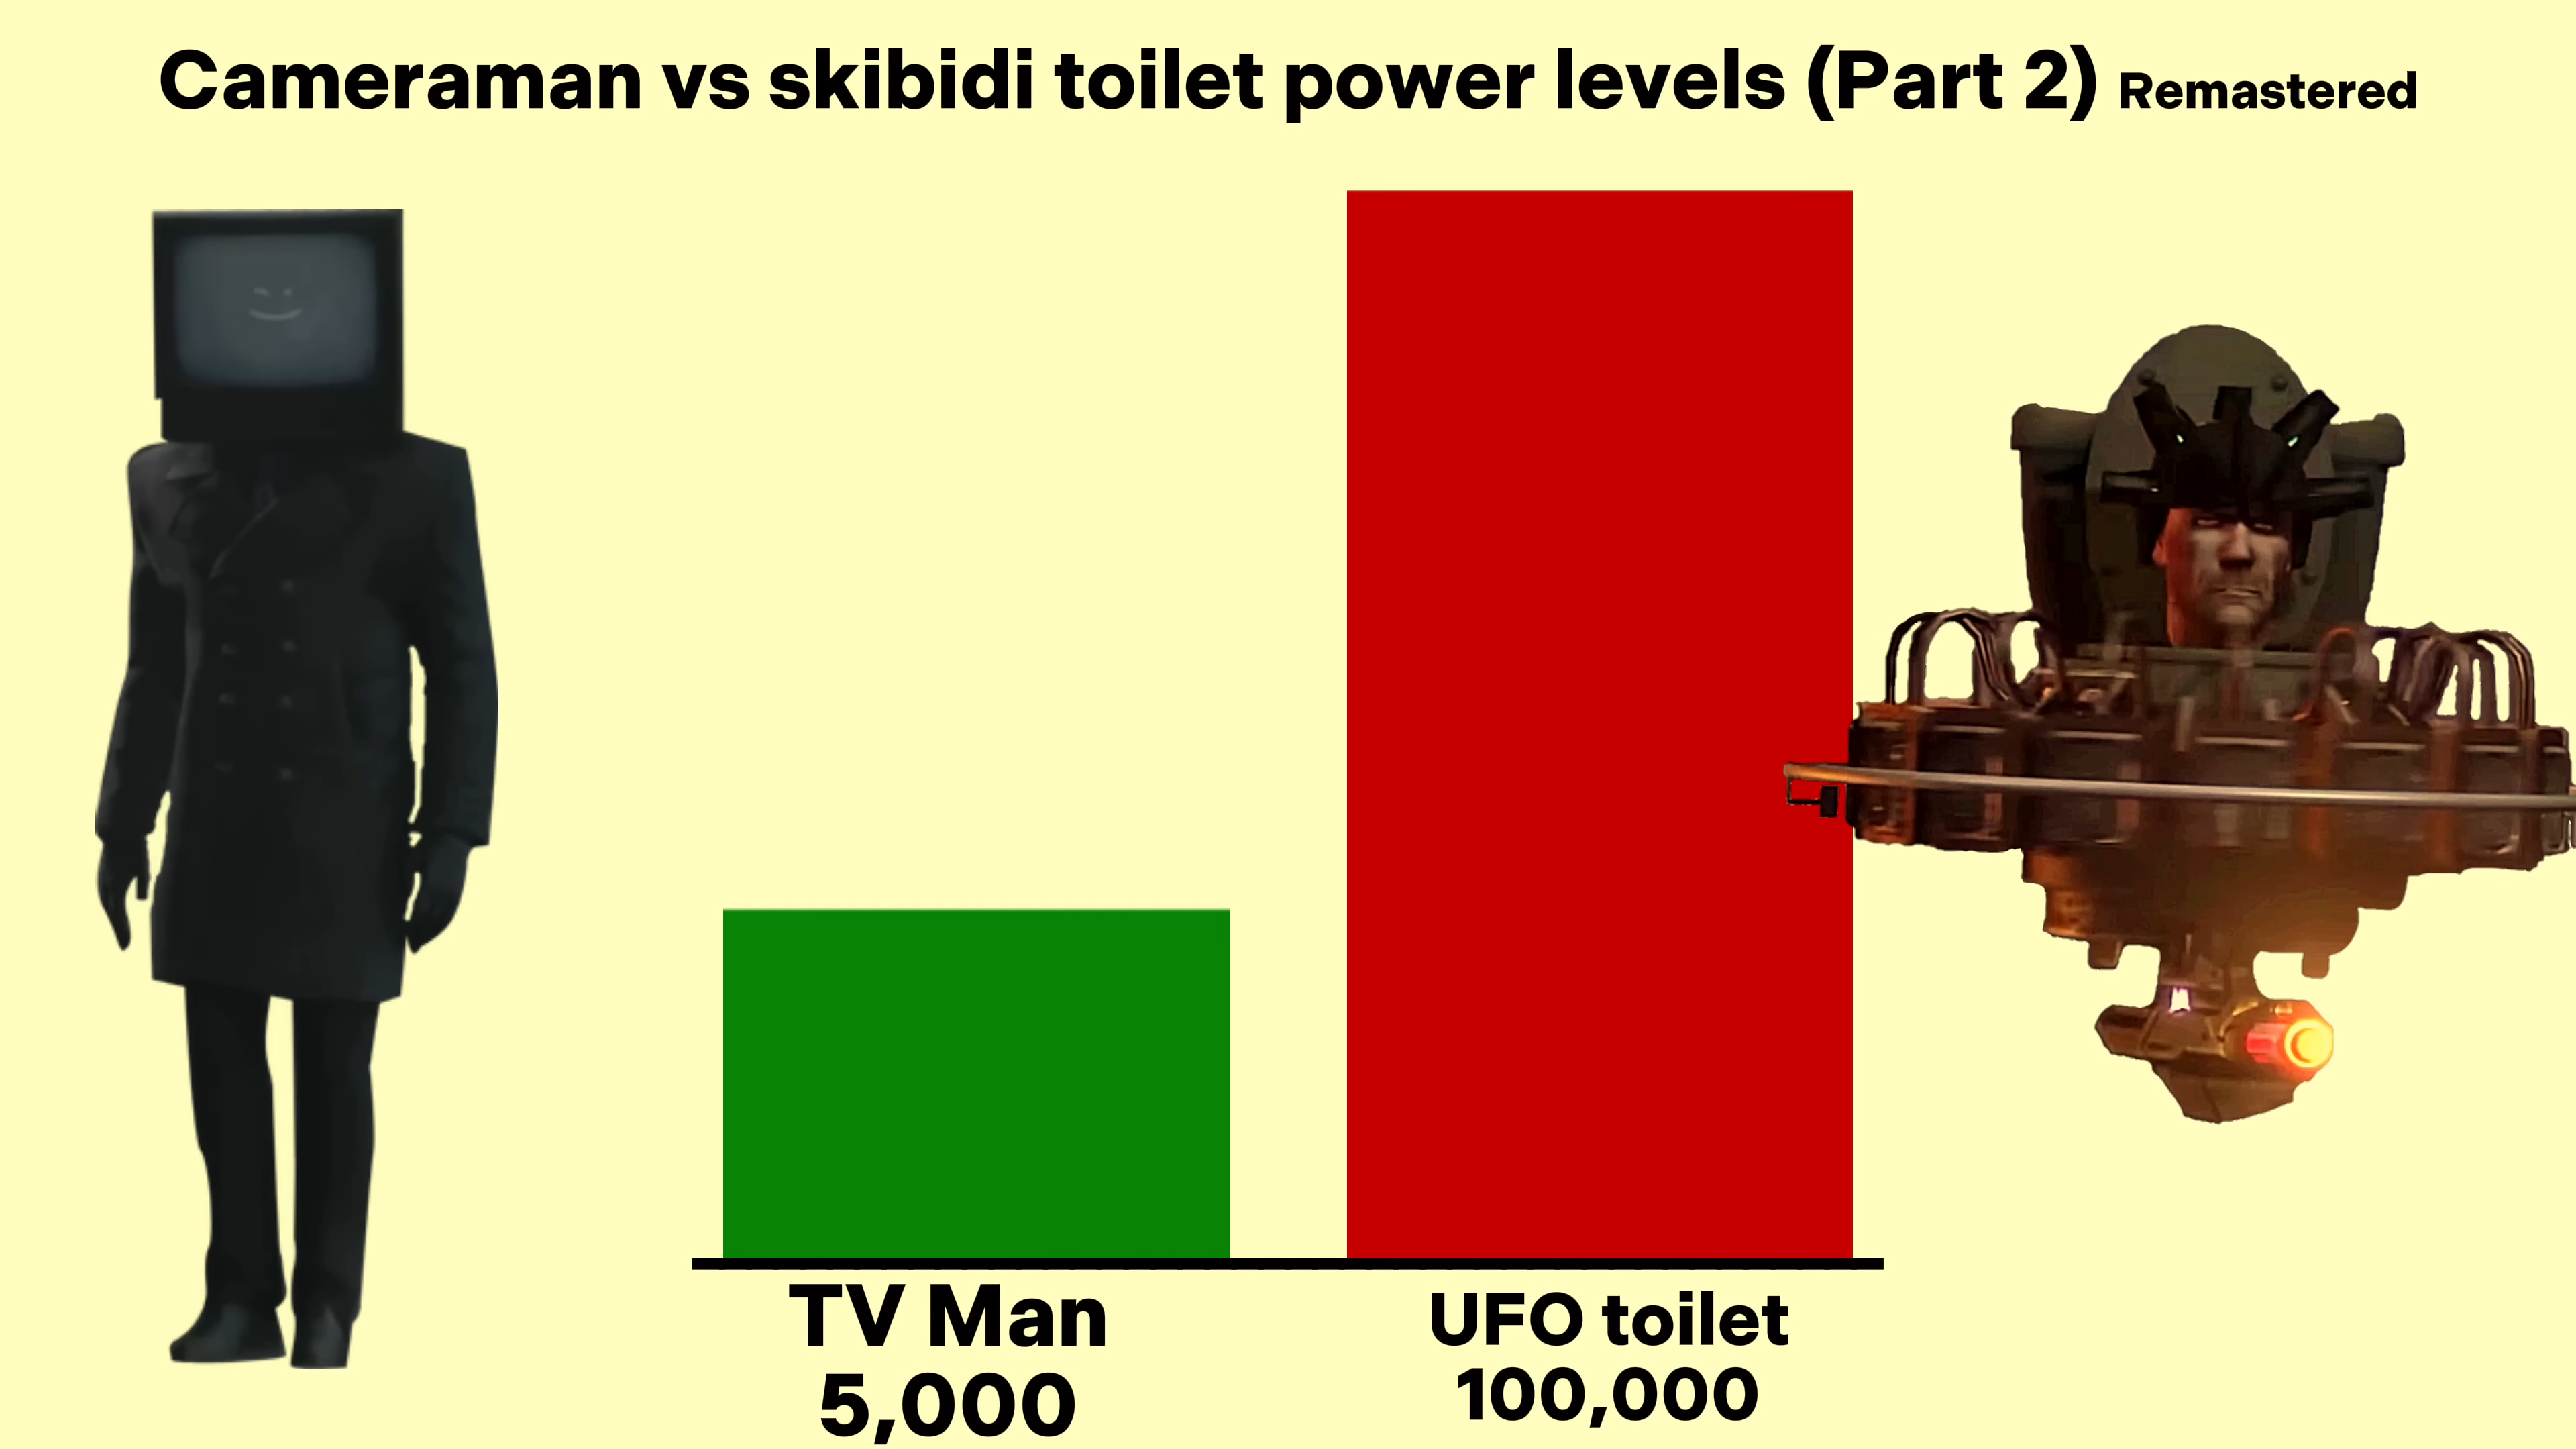 Cameraman vs skibidi toilet power levels (Part 2) Remastered
TV Man
5,000
UFO toilet
100,000